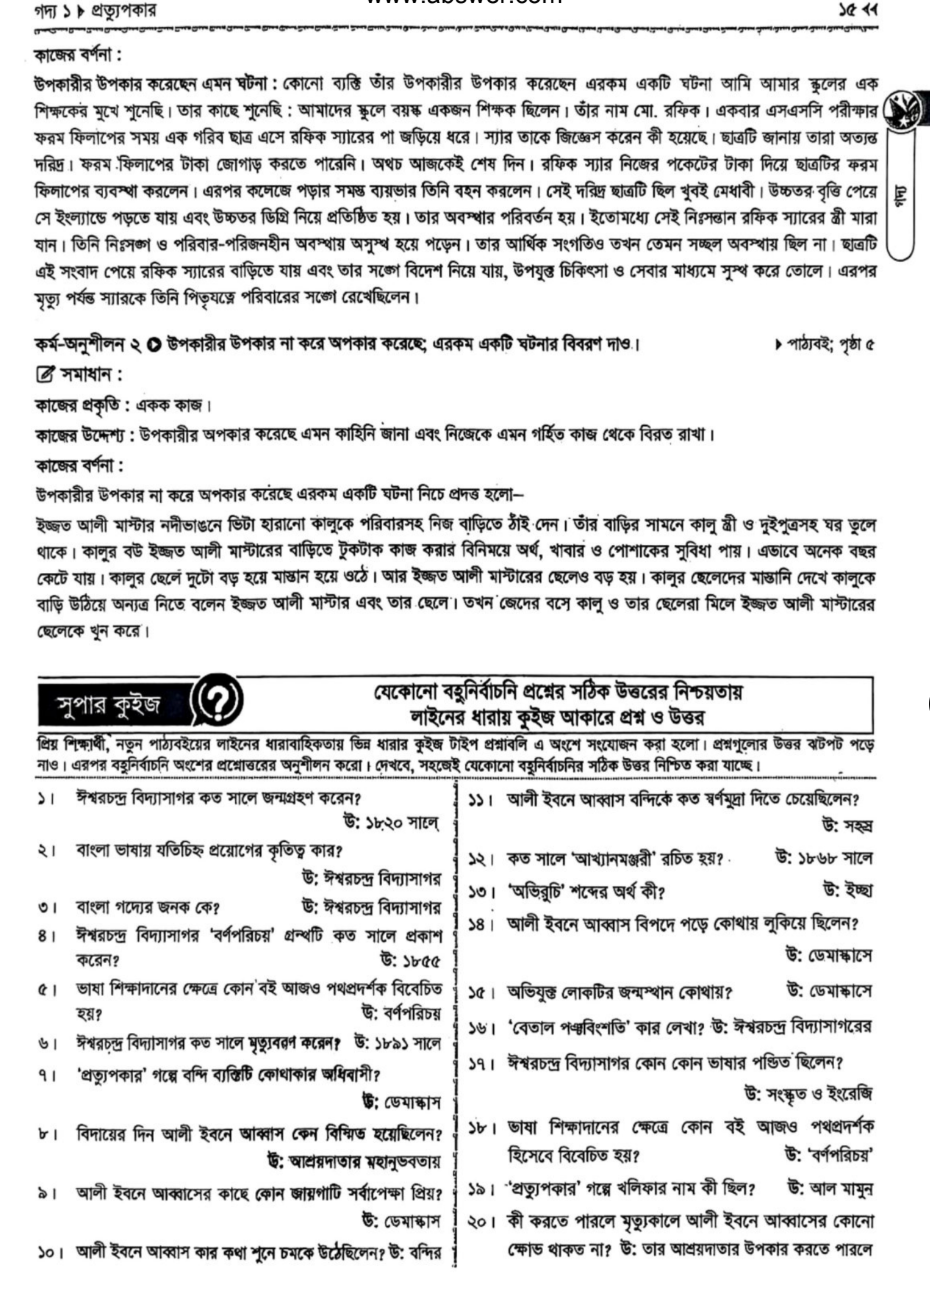 www.abswer.com
গদ্য ১ ▶ প্রত্যুপকার
১৫
কাজের বর্ণনা :
উপকারীর উপকার করেছেন এমন ঘটনা : কোনো ব্যক্তি তাঁর উপকারীর উপকার করেছেন এরকম একটি ঘটনা আমি আমার স্কুলের এক
শিক্ষকের মুখে শুনেছি। তার কাছে শুনেছি : আমাদের স্কুলে বয়স্ক একজন শিক্ষক ছিলেন। তাঁর নাম মো. রফিক। একবার এসএসসি পরীক্ষার
ফরম ফিলাপের সময় এক গরিব ছাত্র এসে রফিক স্যারের পা জড়িয়ে ধরে। স্যার তাকে জিজ্ঞেস করেন কী হয়েছে। ছাত্রটি জানায় তারা অত্যন্ত
দরিদ্র। ফরম ফিলাপের টাকা জোগাড় করতে পারেনি। অথচ আজকেই শেষ দিন। রফিক স্যার নিজের পকেটের টাকা দিয়ে ছাত্রটির ফরম
ফিলাপের ব্যবস্থা করলেন। এরপর কলেজে পড়ার সমস্ত ব্যয়ভার তিনি বহন করলেন। সেই দরিদ্র ছাত্রটি ছিল খুবই মেধাবী। উচ্চতর বৃত্তি পেয়ে
সে ইংল্যান্ডে পড়তে যায় এবং উচ্চতর ডিগ্রি নিয়ে প্রতিষ্ঠিত হয়। তার অবস্থার পরিবর্তন হয়। ইতোমধ্যে সেই নিঃসন্তান রফিক স্যারের স্ত্রী মারা
যান। তিনি নিঃসঙ্গ ও পরিবার-পরিজনহীন অবস্থায় অসুস্থ হয়ে পড়েন। তার আর্থিক সংগতিও তখন তেমন সচ্ছল অবস্থায় ছিল না। ছাত্রটি
এই সংবাদ পেয়ে রফিক স্যারের বাড়িতে যায় এবং তার সঙ্গে বিদেশ নিয়ে যায়, উপযুক্ত চিকিৎসা ও সেবার মাধ্যমে সুস্থ করে তোলে। এরপর
মৃত্যু পর্যন্ত স্যারকে তিনি পিতৃযত্নে পরিবারের সঙ্গে রেখেছিলেন।
গদ্য
কর্ম-অনুশীলন ২ উপকারীর উপকার না করে অপকার করেছে; এরকম একটি ঘটনার বিবরণ দাও। ▶ পাঠ্যবই; পৃষ্ঠা ৫
সমাধান :
কাজের প্রকৃতি : একক কাজ।
কাজের উদ্দেশ্য : উপকারীর অপকার করেছে এমন কাহিনি জানা এবং নিজেকে এমন গর্হিত কাজ থেকে বিরত রাখা।
কাজের বর্ণনা :
উপকারীর উপকার না করে অপকার করেছে এরকম একটি ঘটনা নিচে প্রদত্ত হলো—
ইজ্জত আলী মাস্টার নদীভাঙনে ভিটা হারানো কালুকে পরিবারসহ নিজ বাড়িতে ঠাঁই দেন। তাঁর বাড়ির সামনে কালু স্ত্রী ও দুইপুত্রসহ ঘর তুলে
থাকে। কালুর বউ ইজ্জত আলী মাস্টারের বাড়িতে টুকটাক কাজ করার বিনিময়ে অর্থ, খাবার ও পোশাকের সুবিধা পায়। এভাবে অনেক বছর
কেটে যায়। কালুর ছেলে দুটো বড় হয়ে মাস্তান হয়ে ওঠে। আর ইজ্জত আলী মাস্টারের ছেলেও বড় হয়। কালুর ছেলেদের মাস্তানি দেখে কালুকে
বাড়ি উঠিয়ে অন্যত্র নিতে বলেন ইজ্জত আলী মাস্টার এবং তার ছেলে। তখন জেদের বসে কালু ও তার ছেলেরা মিলে ইজ্জত আলী মাস্টারের
ছেলেকে খুন করে।
সুপার কুইজ
যেকোনো বহুনির্বাচনি প্রশ্নের সঠিক উত্তরের নিশ্চয়তায়
লাইনের ধারায় কুইজ আকারে প্রশ্ন ও উত্তর
প্রিয় শিক্ষার্থী, নতুন পাঠ্যবইয়ের লাইনের ধারাবাহিকতায় ভিন্ন ধারার কুইজ টাইপ প্রশ্নাবলি এ অংশে সংযোজন করা হলো। প্রশ্নগুলোর উত্তর ঝটপট পড়ে
নাও। এরপর বহুনির্বাচনি অংশের প্রশ্নোত্তরের অনুশীলন করো। দেখবে, সহজেই যেকোনো বহুনির্বাচনির সঠিক উত্তর নিশ্চিত করা যাচ্ছে।
১। ঈশ্বরচন্দ্র বিদ্যাসাগর কত সালে জন্মগ্রহণ করেন?
উ: ১৮২০ সালে
২। বাংলা ভাষায় যতিচিহ্ন প্রয়োগের কৃতিত্ব কার?
উ: ঈশ্বরচন্দ্র বিদ্যাসাগর
৩। বাংলা গদ্যের জনক কে? উ: ঈশ্বরচন্দ্র বিদ্যাসাগর
৪। ঈশ্বরচন্দ্র বিদ্যাসাগর ‘বর্ণপরিচয়’ গ্রন্থটি কত সালে প্রকাশ
করেন? উ: ১৮৫৫
৫। ভাষা শিক্ষাদানের ক্ষেত্রে কোন বই আজও পথপ্রদর্শক বিবেচিত
হয়? উ: বর্ণপরিচয়
৬। ঈশ্বরচন্দ্র বিদ্যাসাগর কত সালে মৃত্যুবরণ করেন? উ: ১৮৯১ সালে
৭। ‘প্রত্যুপকার’ গল্পে বন্দি ব্যক্তিটি কোথাকার অধিবাসী?
উ: ডেমাস্কাস
৮। বিদায়ের দিন আলী ইবনে আব্বাস কেন বিস্মিত হয়েছিলেন?
উ: আশ্রয়দাতার মহানুভবতায়
৯। আলী ইবনে আব্বাসের কাছে কোন জায়গাটি সর্বাপেক্ষা প্রিয়?
উ: ডেমাস্কাস
১০। আলী ইবনে আব্বাস কার কথা শুনে চমকে উঠেছিলেন? উ: বন্দির
১১। আলী ইবনে আব্বাস বন্দিকে কত স্বর্ণমুদ্রা দিতে চেয়েছিলেন?
উ: সহস্র
১২। কত সালে ‘আখ্যানমঞ্জরী’ রচিত হয়? উ: ১৮৬৮ সালে
১৩। ‘অভিরুচি’ শব্দের অর্থ কী? উ: ইচ্ছা
১৪। আলী ইবনে আব্বাস বিপদে পড়ে কোথায় লুকিয়ে ছিলেন?
উ: ডেমাস্কাসে
১৫। অভিযুক্ত লোকটির জন্মস্থান কোথায়? উ: ডেমাস্কাসে
১৬। ‘বেতাল পঞ্চবিংশতি’ কার লেখা? উ: ঈশ্বরচন্দ্র বিদ্যাসাগরের
১৭। ঈশ্বরচন্দ্র বিদ্যাসাগর কোন কোন ভাষার পণ্ডিত ছিলেন?
উ: সংস্কৃত ও ইংরেজি
১৮। ভাষা শিক্ষাদানের ক্ষেত্রে কোন বই আজও পথপ্রদর্শক
হিসেবে বিবেচিত হয়? উ: ‘বর্ণপরিচয়’
১৯। ‘প্রত্যুপকার’ গল্পে খলিফার নাম কী ছিল? উ: আল মামুন
২০। কী করতে পারলে মৃত্যুকালে আলী ইবনে আব্বাসের কোনো
ক্ষোভ থাকত না? উ: তার আশ্রয়দাতার উপকার করতে পারলে